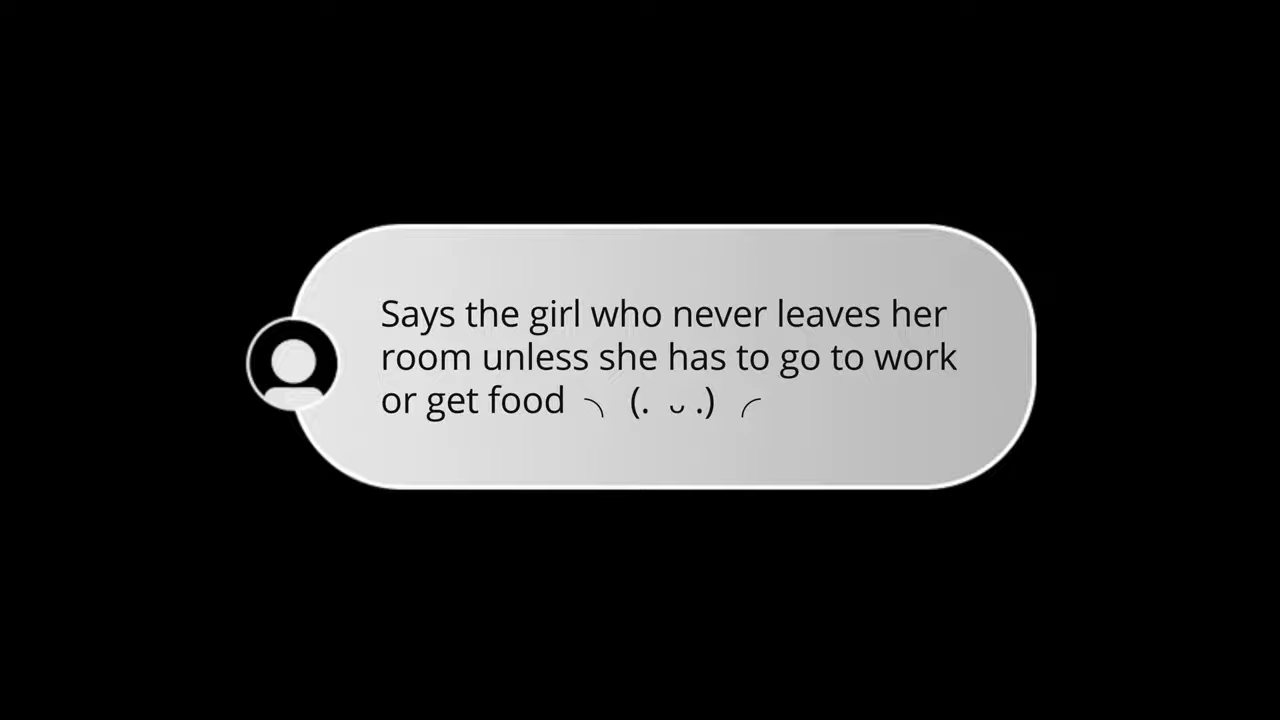 Says the girl who never leaves her
room unless she has to go to work
or get food ╮ (. ᴗ .) ╭